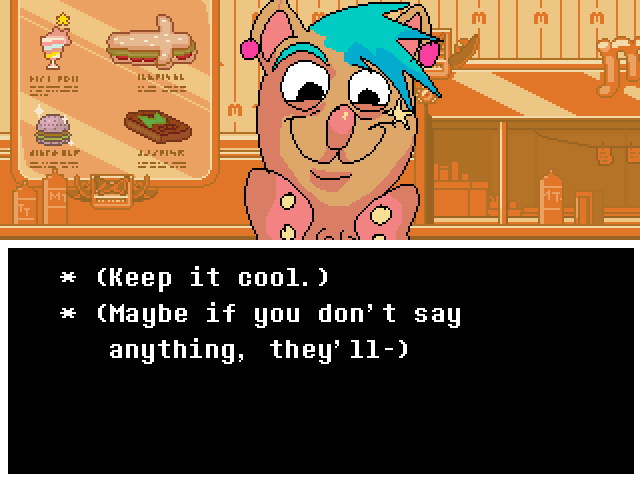 * (Keep it cool.)
* (Maybe if you don't say
anything, they'll-)